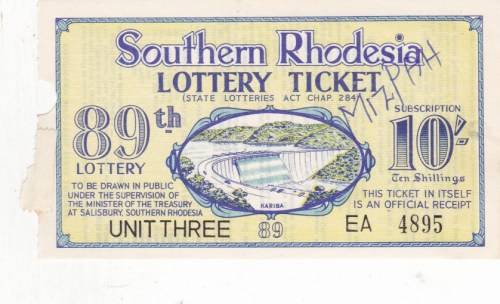 Southern Rhodesia
LOTTERY TICKET
(STATE LOTTERIES ACT CHAP. 284)
MIZPAH
89th
LOTTERY
TO BE DRAWN IN PUBLIC
UNDER THE SUPERVISION OF
THE MINISTER OF THE TREASURY
AT SALISBURY, SOUTHERN RHODESIA
KARIBA
SUBSCRIPTION
10/-
Ten Shillings
THIS TICKET IN ITSELF
IS AN OFFICIAL RECEIPT
UNIT THREE 89 EA 4895